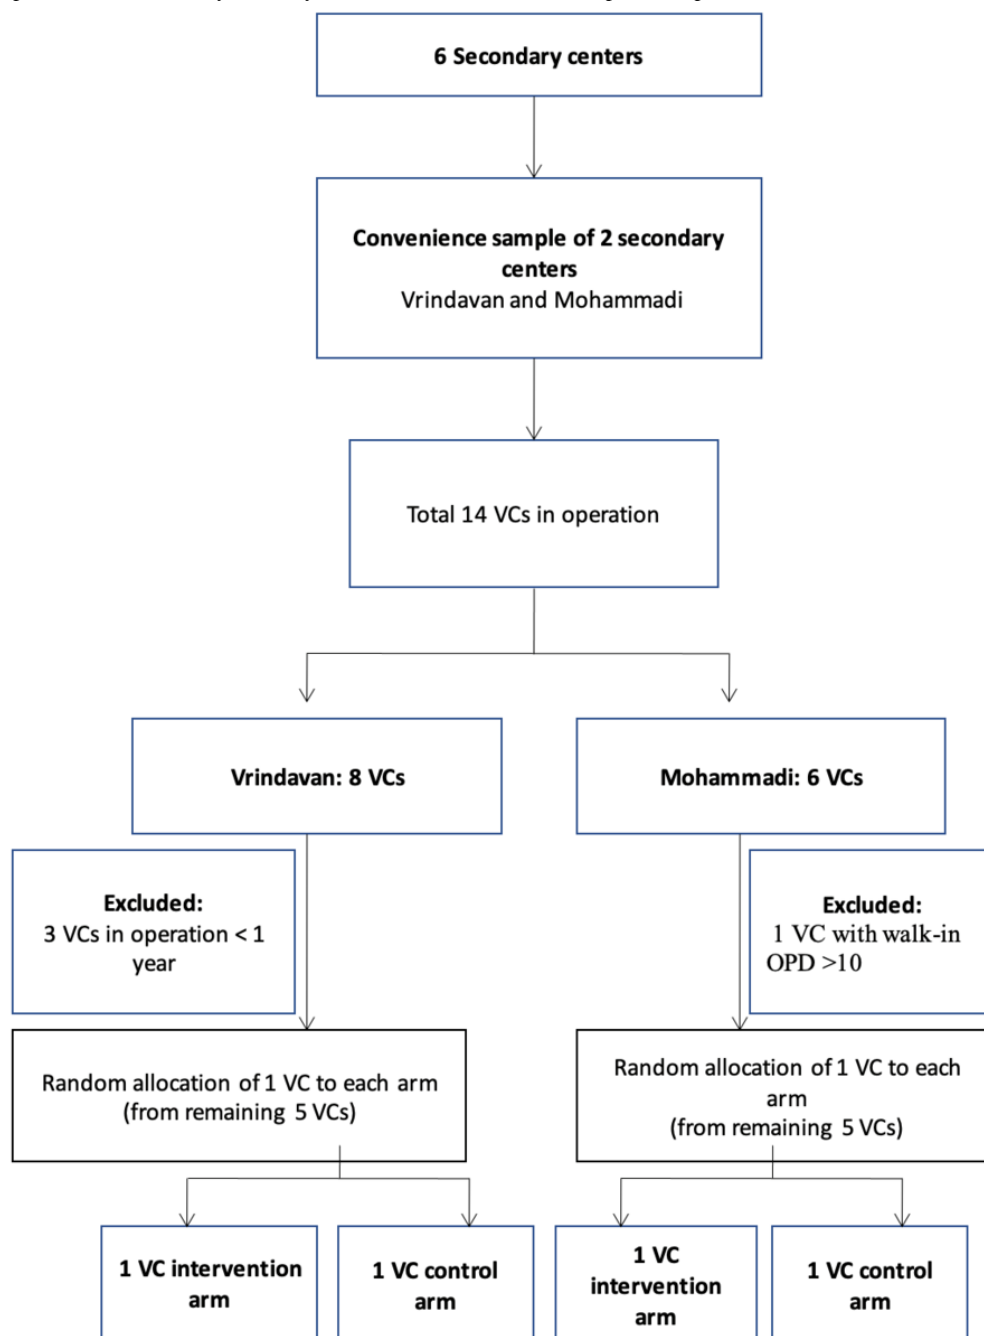 6 Secondary centers
Convenience sample of 2 secondary
centers
Vrindavan and Mohammadi
Total 14 VCs in operation
Vrindavan: 8 VCs
Mohammadi: 6 VCs
Excluded:
3 VCs in operation < 1
year
Excluded:
1 VC with walk-in
OPD >10
Random allocation of 1 VC to each arm
(from remaining 5 VCs)
Random allocation of 1 VC to each
arm
(from remaining 5 VCs)
1 VC intervention
arm
1 VC control
arm
1 VC
intervention
arm
1 VC control
arm